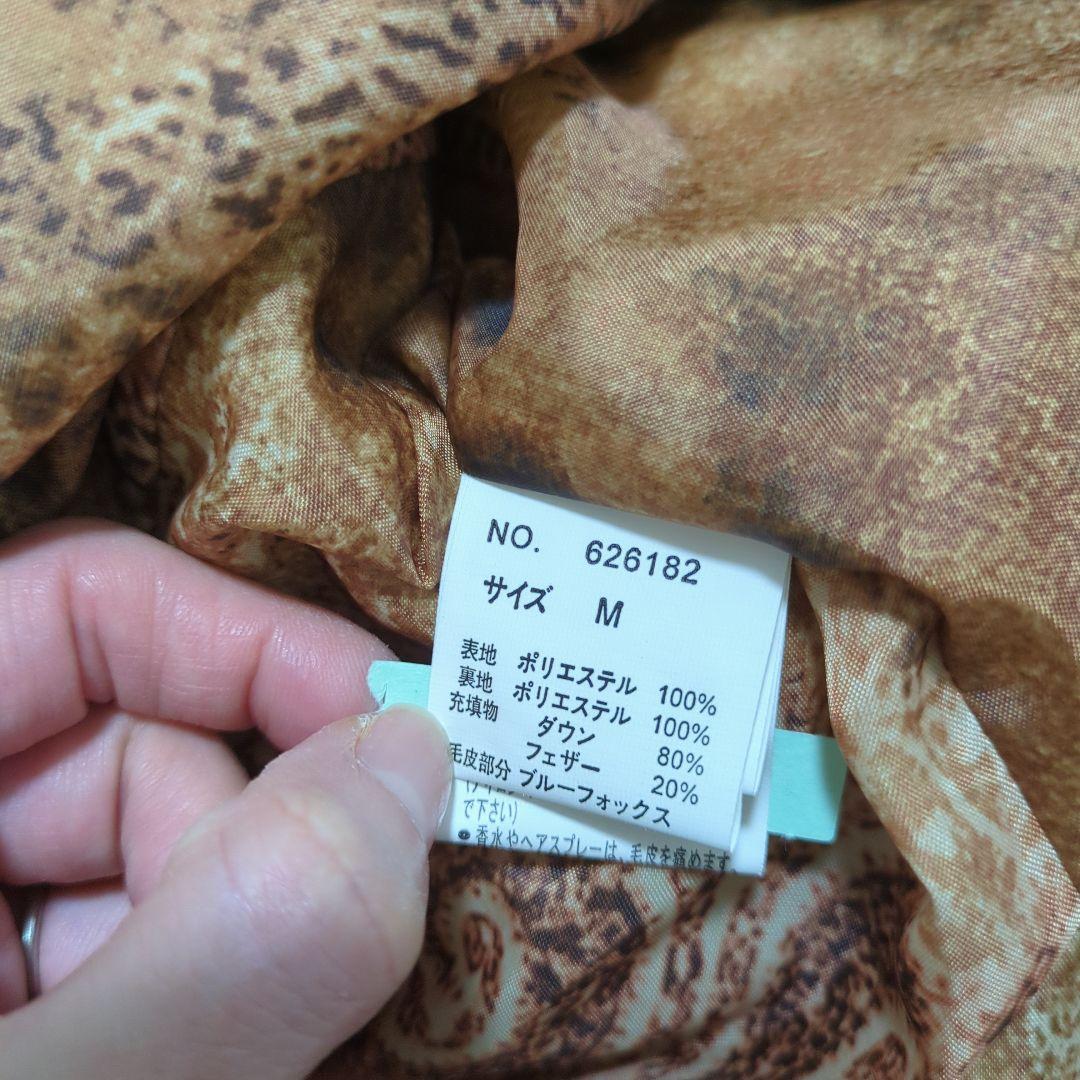 NO. 626182
サイズ M
表地 ポリエステル 100%
裏地 ポリエステル 100%
充填物 ダウン 80%
フェザー 20%
毛皮部分 ブルーフォックス
で下さい)
● 香水やヘアスプレーは、毛皮を痛めます